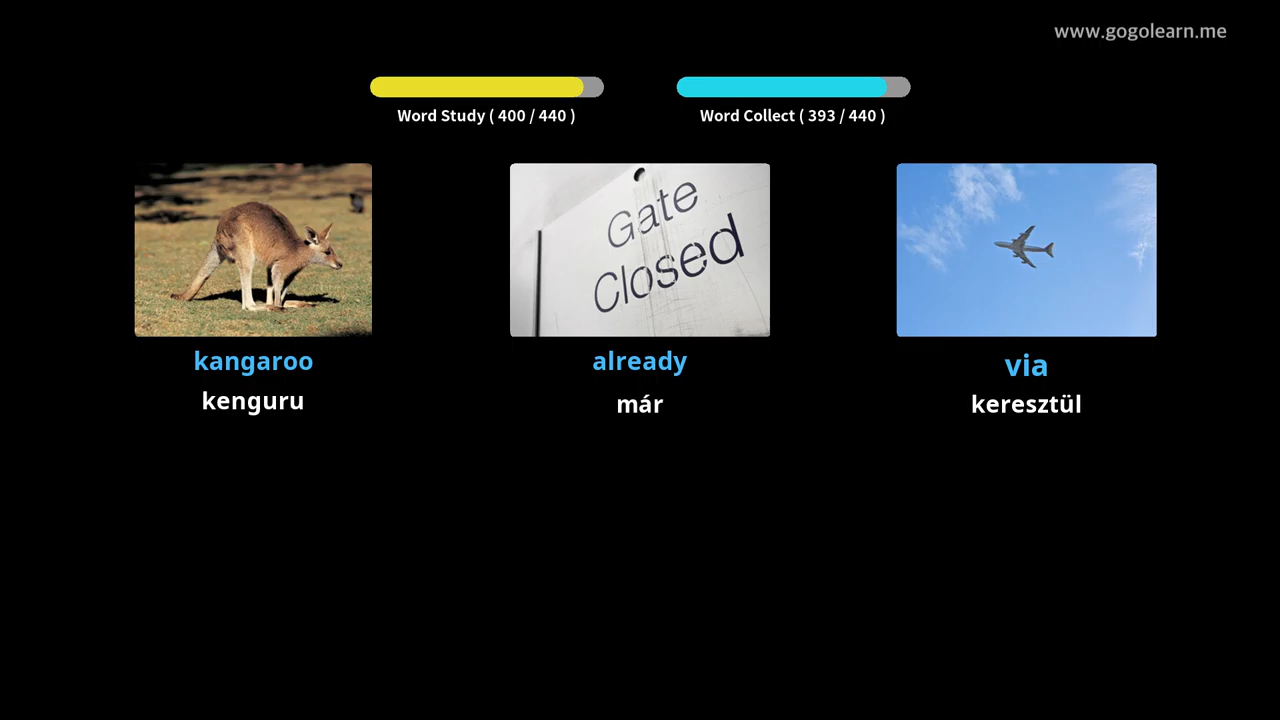 www.gogolearn.me
Word Study ( 400 / 440 )
Word Collect ( 393 / 440 )
Gate
Closed
kangaroo
already
via
kenguru
már
keresztül